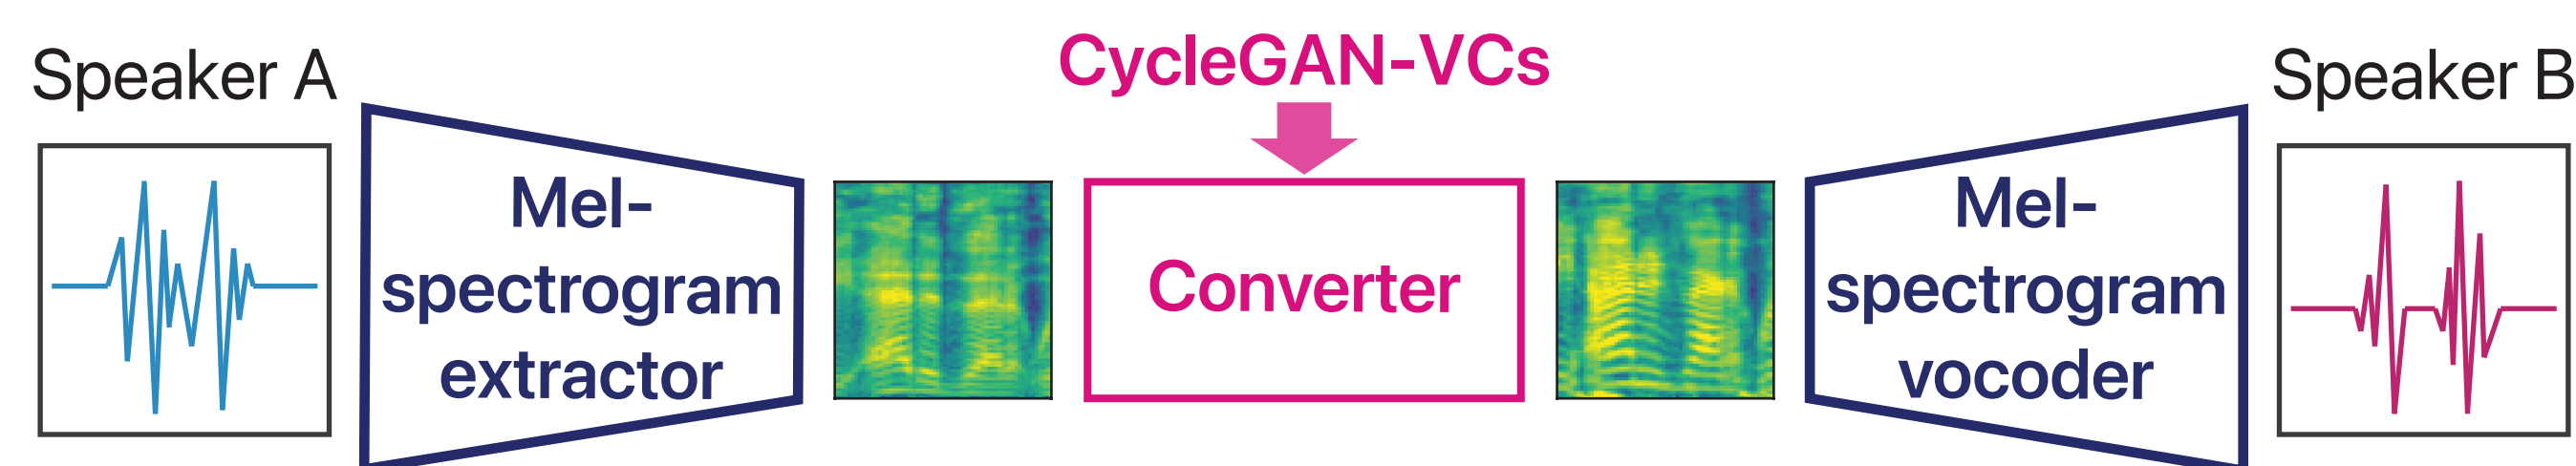 Speaker A
Mel-
spectrogram
extractor
CycleGAN-VCs
Converter
Mel-
spectrogram
vocoder
Speaker B